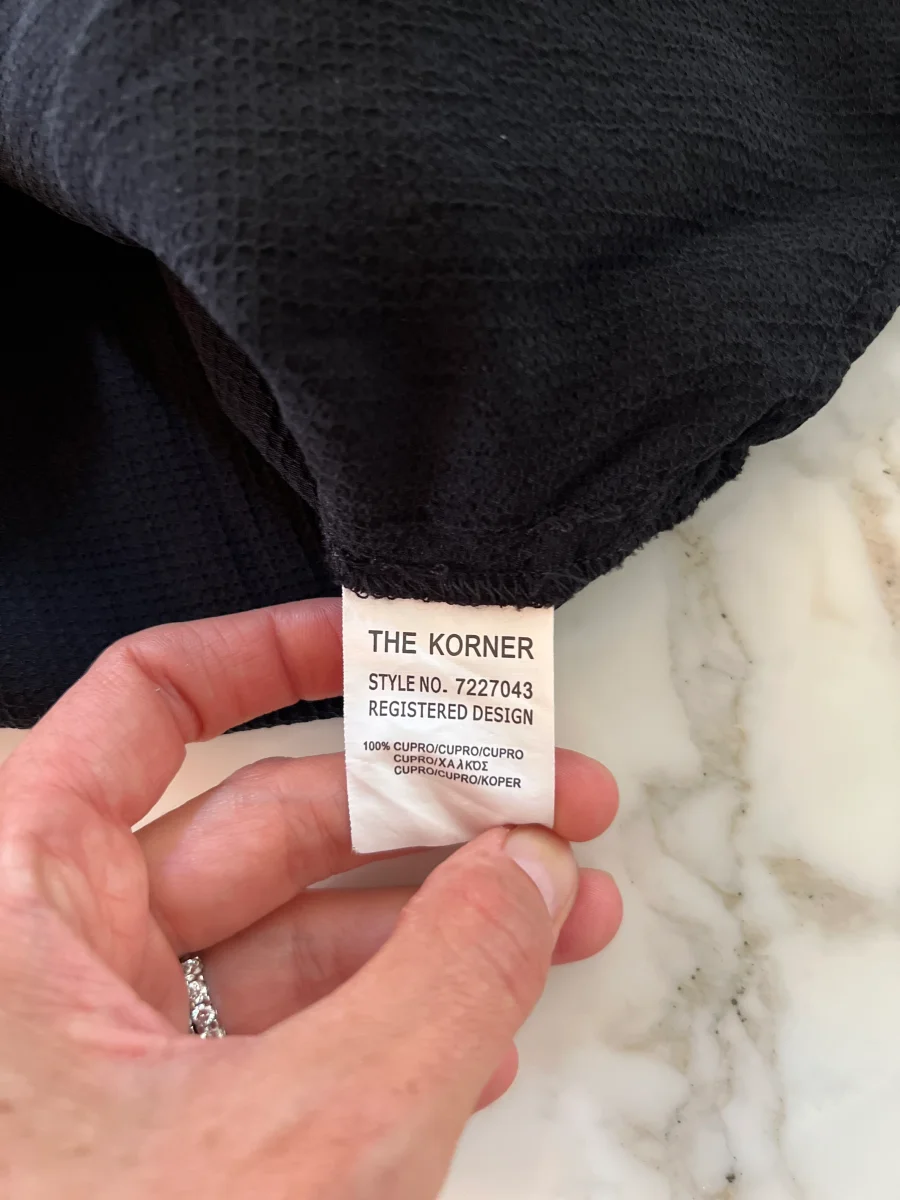 THE KORNER
STYLE NO. 7227043
REGISTERED DESIGN
100% CUPRO/CUPRO/CUPRO
CUPRO/ΧΑλΚΟΣ
CUPRO/CUPRO/KOPER